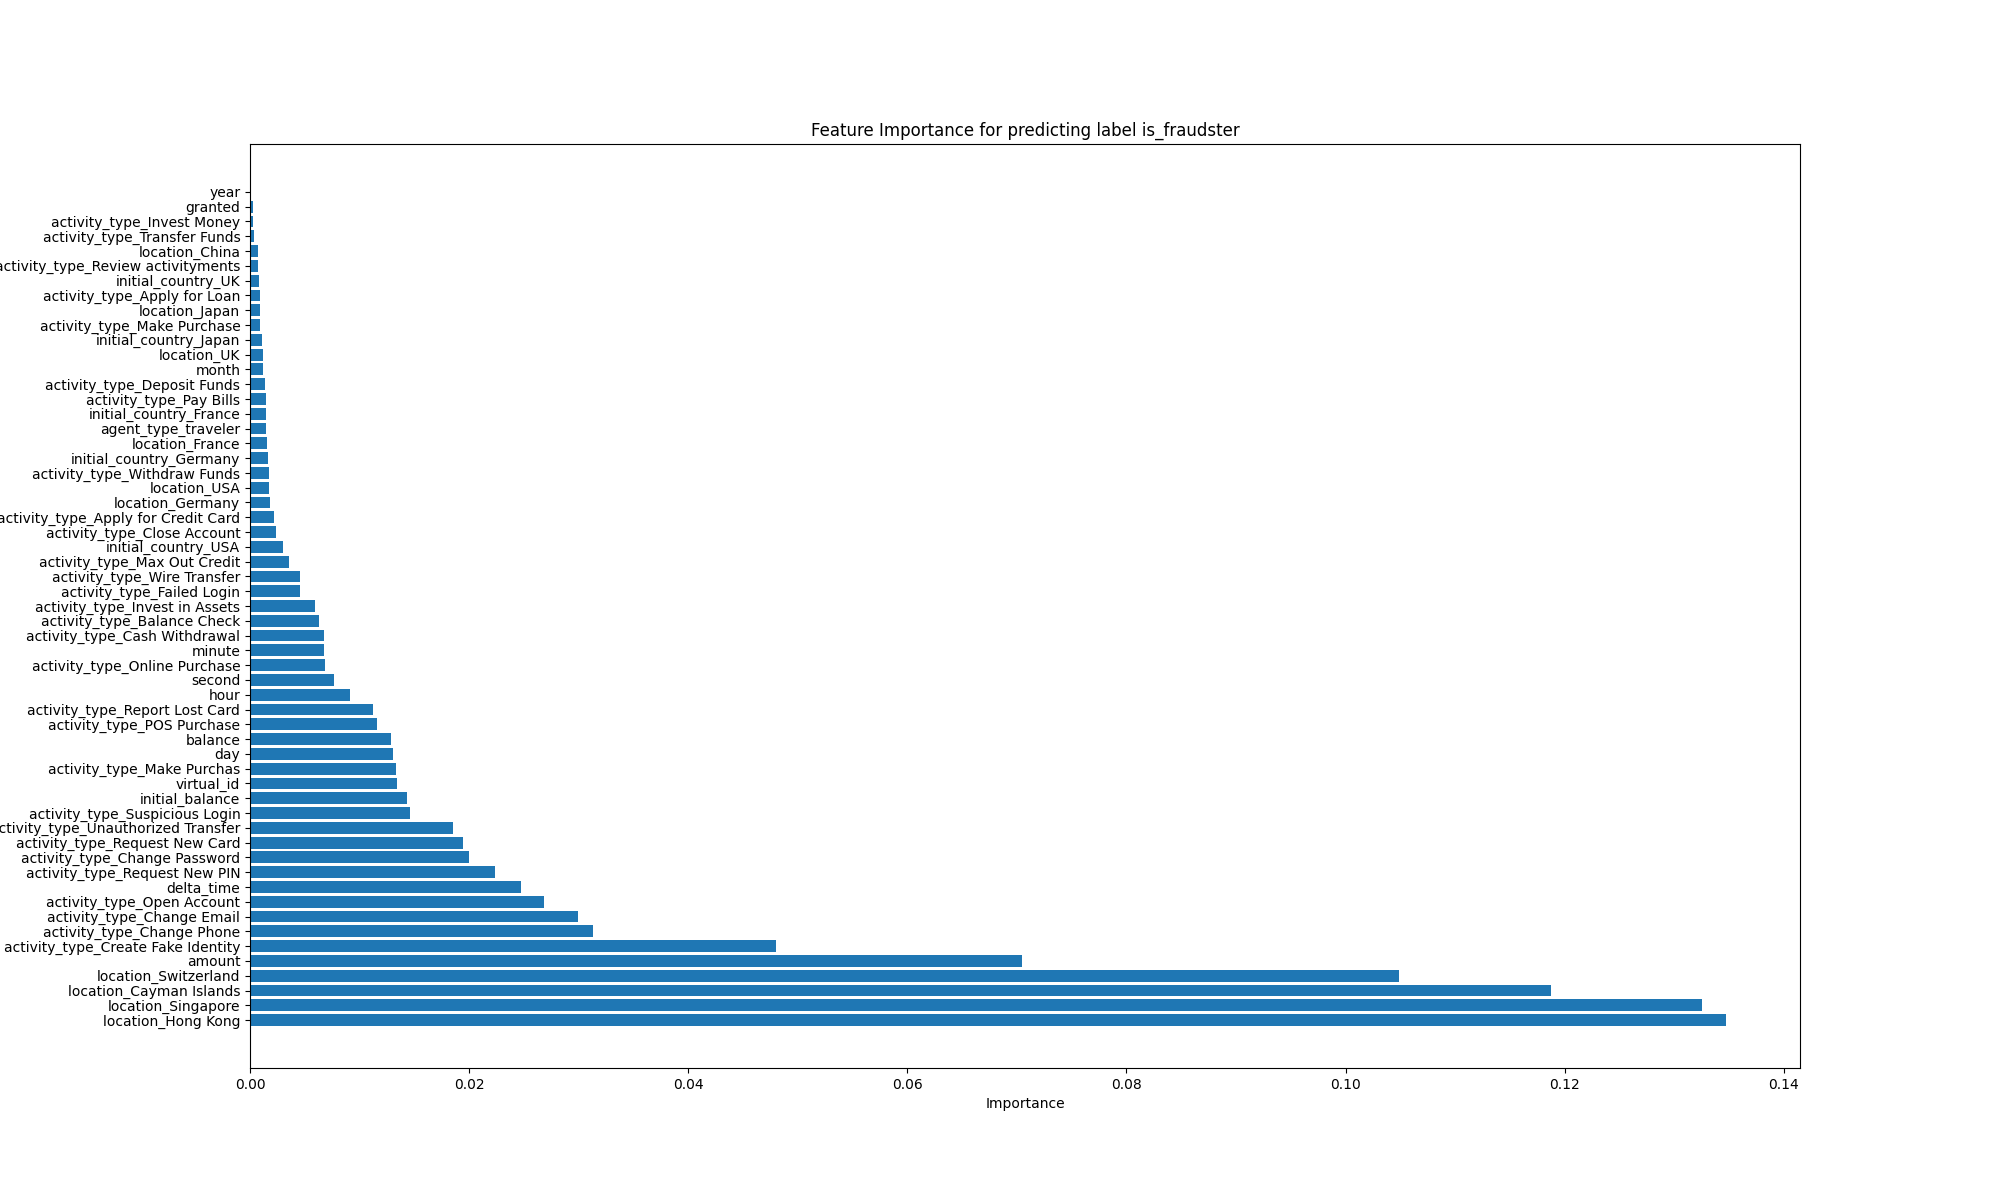 Feature Importance for predicting label is_fraudster
year
granted
activity_type_Invest Money
activity_type_Transfer Funds
location_China
activity_type_Review activityments
initial_country_UK
activity_type_Apply for Loan
location_Japan
activity_type_Make Purchase
initial_country_Japan
location_UK
month
activity_type_Deposit Funds
activity_type_Pay Bills
initial_country_France
agent_type_traveler
location_France
initial_country_Germany
activity_type_Withdraw Funds
location_USA
location_Germany
activity_type_Apply for Credit Card
activity_type_Close Account
initial_country_USA
activity_type_Max Out Credit
activity_type_Wire Transfer
activity_type_Failed Login
activity_type_Invest in Assets
activity_type_Balance Check
activity_type_Cash Withdrawal
minute
activity_type_Online Purchase
second
hour
activity_type_Report Lost Card
activity_type_POS Purchase
balance
day
activity_type_Make Purchas
virtual_id
initial_balance
activity_type_Suspicious Login
ctivity_type_Unauthorized Transfer
activity_type_Request New Card
activity_type_Change Password
activity_type_Request New PIN
delta_time
activity_type_Open Account
activity_type_Change Email
activity_type_Change Phone
activity_type_Create Fake Identity
amount
location_Switzerland
location_Cayman Islands
location_Singapore
location_Hong Kong
0.00 0.02 0.04 0.06 0.08 0.10 0.12 0.14
Importance